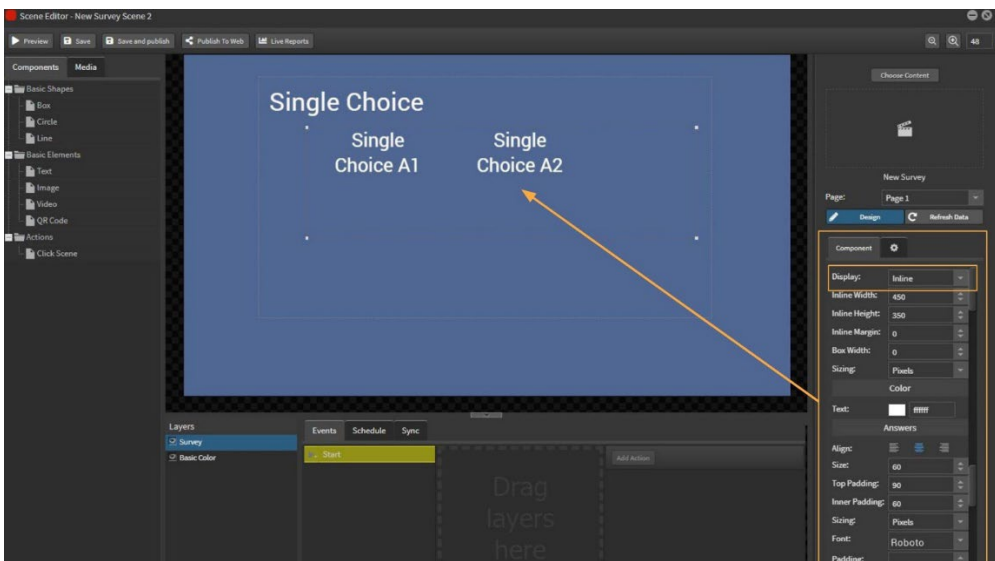 Scene Editor - New Survey Scene 2
Preview Save Save and publish Publish To Web Live Reports 48
Components Media
Basic Shapes
Box
Circle
Line
Basic Elements
Text
Image
Video
QR Code
Actions
Click Scene
Single Choice
Single
Choice A1
Single
Choice A2
Layers
Survey
Basic Color
Events Schedule Sync
Start
Drag
layers
here
Add Action
Choose Content
New Survey
Page: Page 1
Design Refresh Data
Component
Display: Inline
Inline Width: 450
Inline Height: 350
Inline Margin: 0
Box Width: 0
Sizing: Pixels
Color
Text: ffffff
Answers
Align:
Size: 60
Top Padding: 90
Inner Padding: 60
Sizing: Pixels
Font: Roboto
Padding: